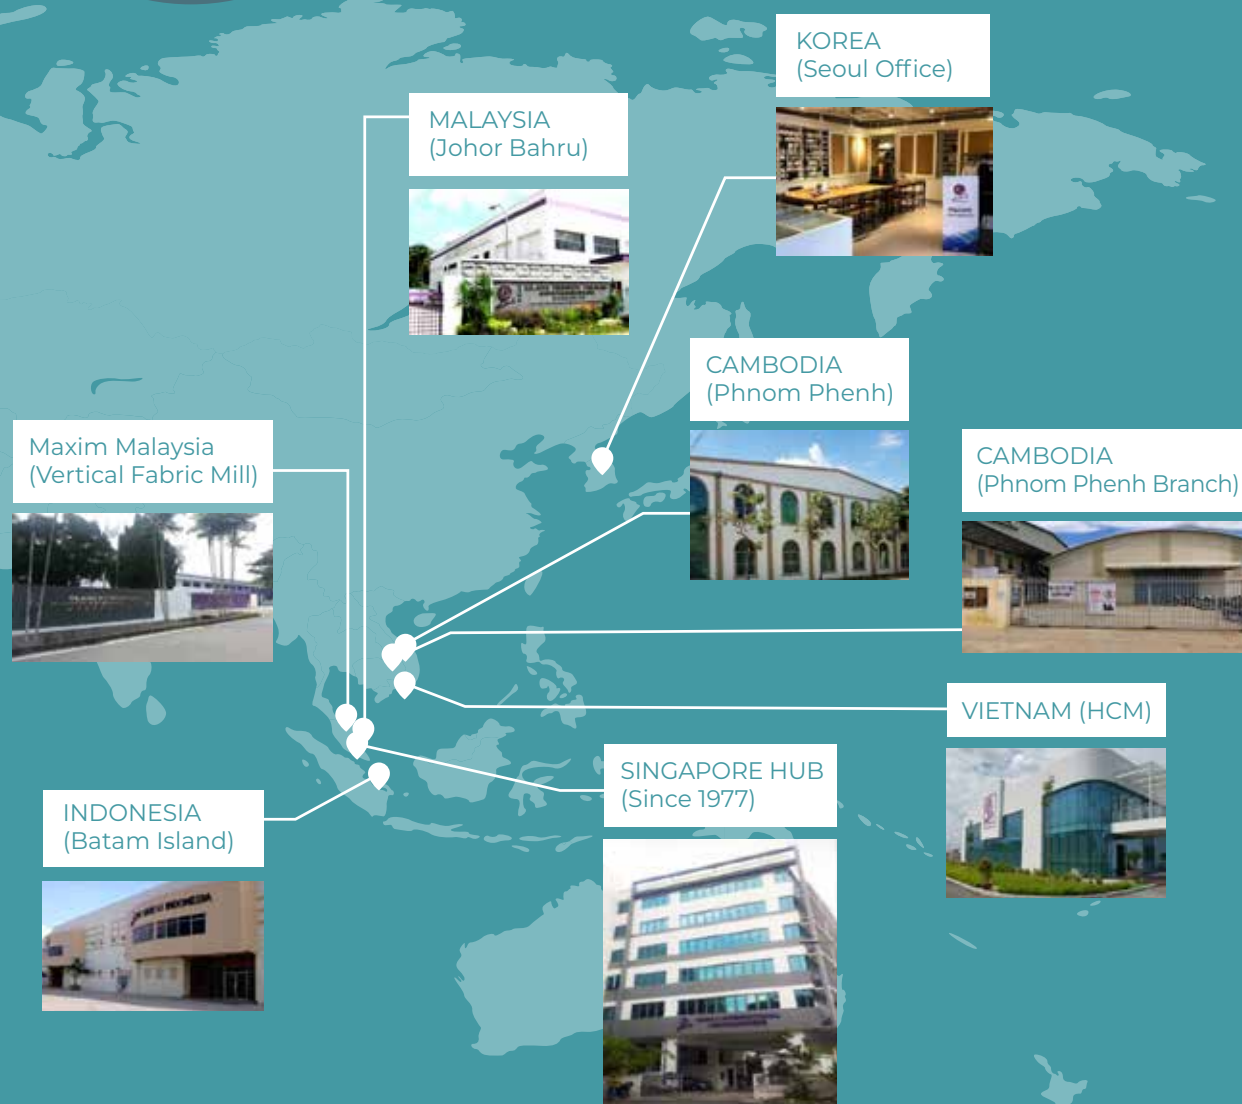 KOREA
(Seoul Office)
MALAYSIA
(Johor Bahru)
CAMBODIA
(Phnom Phenh)
Maxim Malaysia
(Vertical Fabric Mill)
CAMBODIA
(Phnom Phenh Branch)
VIETNAM (HCM)
SINGAPORE HUB
(Since 1977)
INDONESIA
(Batam Island)
INDONESIA